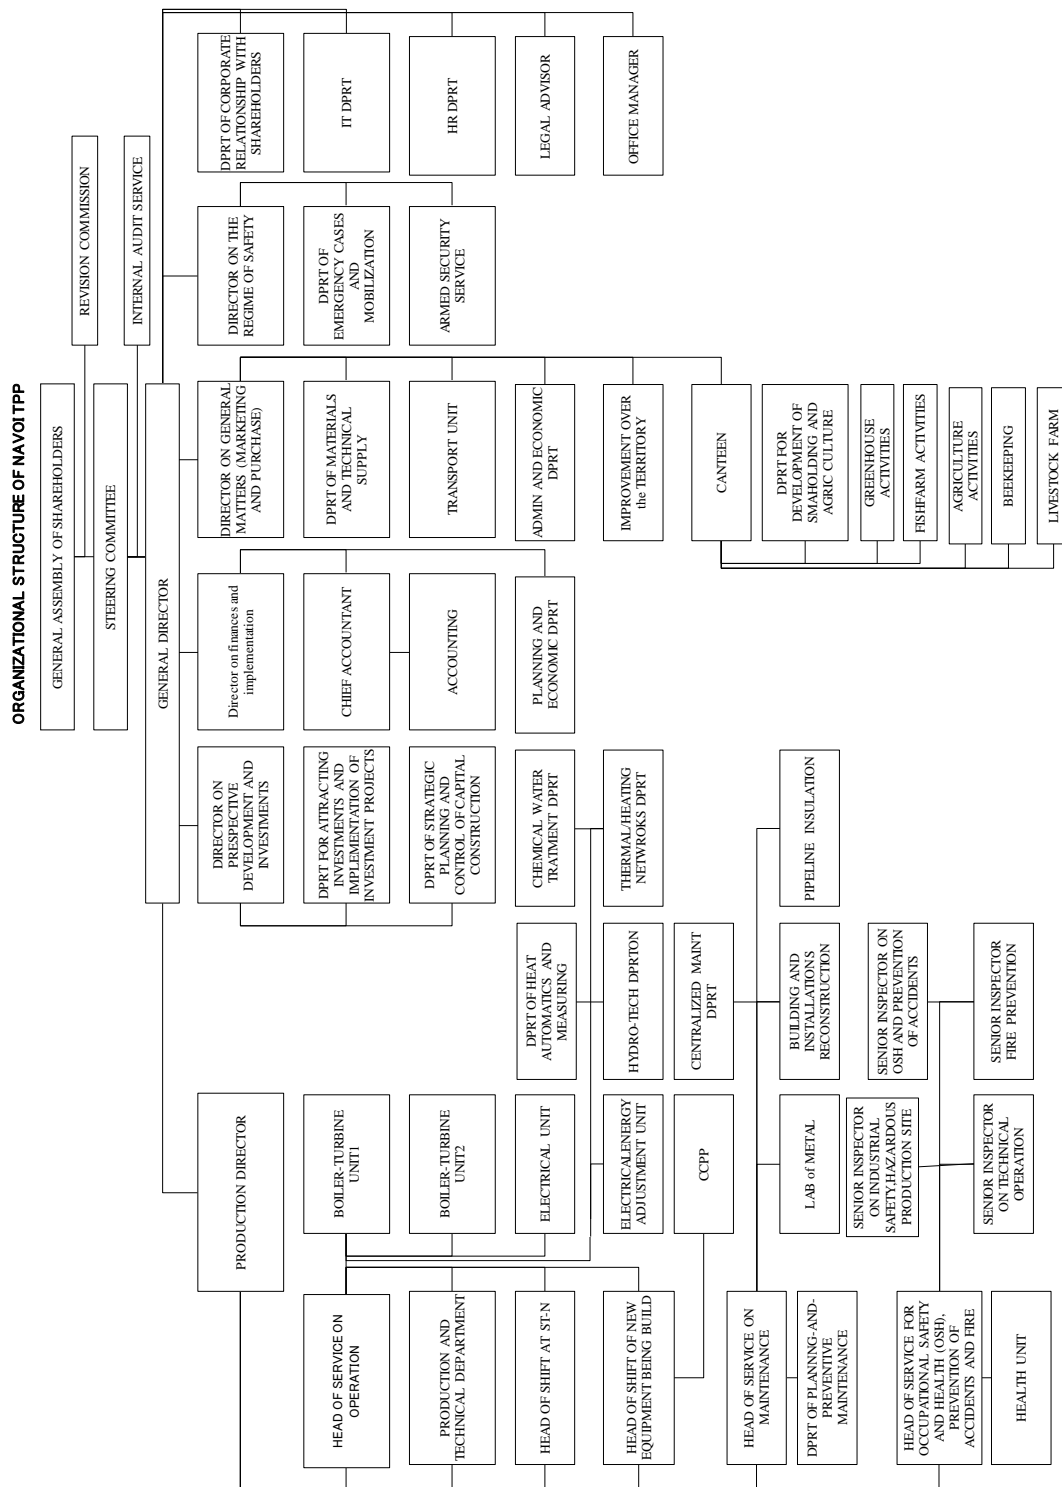 ORGANIZATIONAL STRUCTURE OF NAVOI TPP
GENERAL ASSEMBLY OF SHAREHOLDERS
REVISION COMMISSION
STEERING COMMITTEE
INTERNAL AUDIT SERVICE
GENERAL DIRECTOR
PRODUCTION DIRECTOR
DIRECTOR ON
PRESPECTIVE
DEVELOPMENT AND
INVESTMENTS
Director on finances and
implementation
DIRECTOR ON GENERAL
MATTERS (MARKETING
AND PURCHASE)
DIRECTOR ON THE
REGIME OF SAFETY
DPRT OF CORPORATE
RELATIONSHIP WITH
SHAREHOLDERS
HEAD OF SERVICE ON
OPERATION
BOILER-TURBINE
UNIT1
DPRT FOR ATTRACTING
INVESTMENTS AND
IMPLEMENTATION OF
INVESTMENT PROJECTS
CHIEF ACCOUNTANT
DPRT OF MATERIALS
AND TECHNICAL
SUPPLY
DPRT OF
EMERGENCY CASES
AND
MOBILIZATION
IT DPRT
PRODUCTION AND
TECHNICAL DEPARTMENT
BOILER-TURBINE
UNIT2
DPRT OF STRATEGIC
PLANNING AND
CONTROL OF CAPITAL
CONSTRUCTION
ACCOUNTING
TRANSPORT UNIT
ARMED SECURITY
SERVICE
HR DPRT
HEAD OF SHIFT AT ST-N
ELECTRICAL UNIT
DPRT OF HEAT
AUTOMATICS AND
MEASURING
CHEMICAL WATER
TRATMENT DPRT
PLANNING AND
ECONOMIC DPRT
ADMIN AND ECONOMIC
DPRT
LEGAL ADVISOR
HEAD OF SHIFT OF NEW
EQUIPMENT BEING BUILD
ELECTRICALENERGY
ADJUSTMENT UNIT
HYDRO-TECH DPRTON
THERMAL/HEATING
NETWROKS DPRT
IMPROVEMENT OVER
the TERRITORY
OFFICE MANAGER
CCPP
CENTRALIZED MAINT
DPRT
CANTEEN
HEAD OF SERVICE ON
MAINTENANCE
LAB of METAL
BUILDING AND
INSTALLATIONS
RECONSTRUCTION
PIPELINE INSULATION
DPRT FOR
DEVELOPMENT OF
SMAHOLDING AND
AGRIC CULTURE
DPRT OF PLANNNG-AND-
PREVENTIVE
MAINTENANCE
SENIOR INSPECTOR
ON INDUSTRIAL
SAFETY,HAZARDOUS
PRODUCTION SITE
SENIOR INSPECTOR ON
OSH AND PREVENTION
OF ACCIDENTS
GREENHOUSE
ACTIVITIES
FISHFARM ACTIVITIES
HEAD OF SERVICE FOR
OCCUPATIONAL SAFETY
AND HEALTH (OSH),
PREVENTION OF
ACCIDENTS AND FIRE
SENIOR INSPECTOR
ON TECHNICAL
OPERATION
SENIOR INSPECTOR
FIRE PREVENTION
AGRICULTURE
ACTIVITIES
HEALTH UNIT
BEEKEEPING
LIVESTOCK FARM